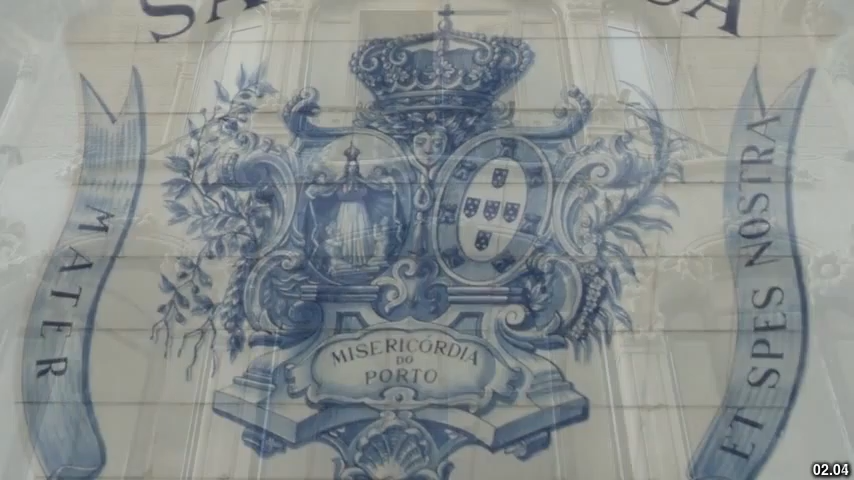 MATER
MISERICÓRDIA
DO
PORTO
ET SPES NOSTRA
02.04